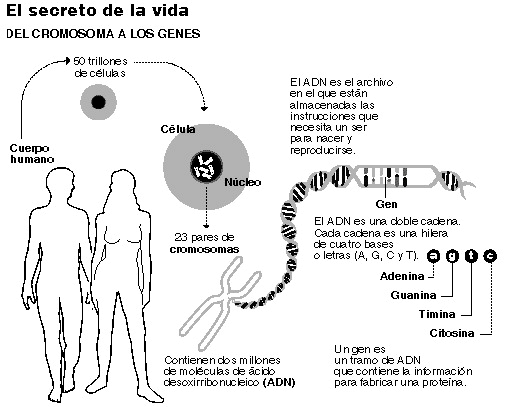 El secreto de la vida
DEL CROMOSOMA A LOS GENES
50 trillones
de células
Cuerpo
humano
Célula
Núcleo
23 pares de
cromosomas
Contienen dos millones
de moléculas de ácido
desoxirribonucleico (ADN)
El ADN es el archivo
en el que están
almacenadas las
instrucciones que
necesita un ser
para nacer y
reproducirse.
Gen
El ADN es una doble cadena.
Cada cadena es una hilera
de cuatro bases
o letras (A, G, C y T).
a g t c
Adenina
Guanina
Timina
Citosina
Un gen es
un tramo de ADN
que contiene la información
para fabricar una proteína.